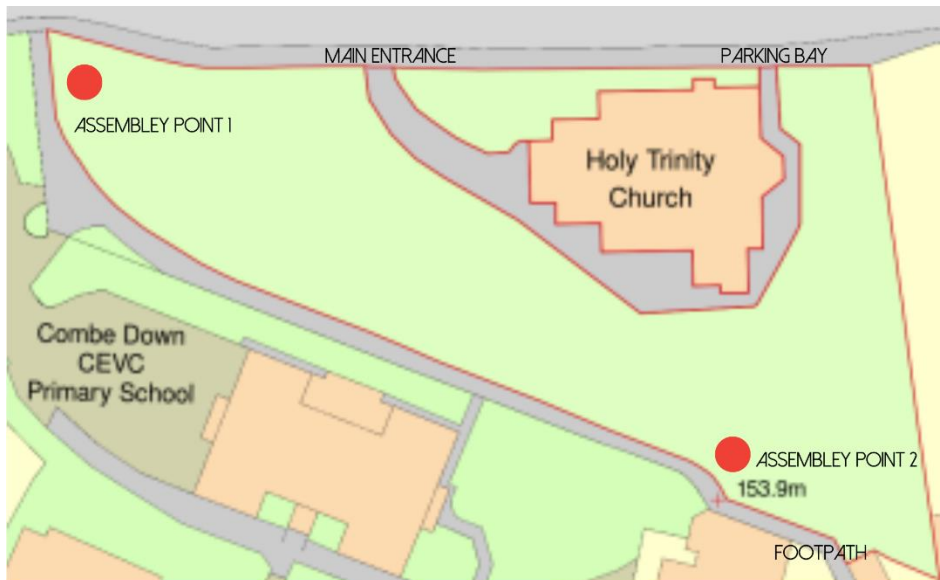 MAIN ENTRANCE
PARKING BAY
ASSEMBLEY POINT 1
Holy Trinity
Church
Combe Down
CEVC
Primary School
ASSEMBLEY POINT 2
153.9m
FOOTPATH